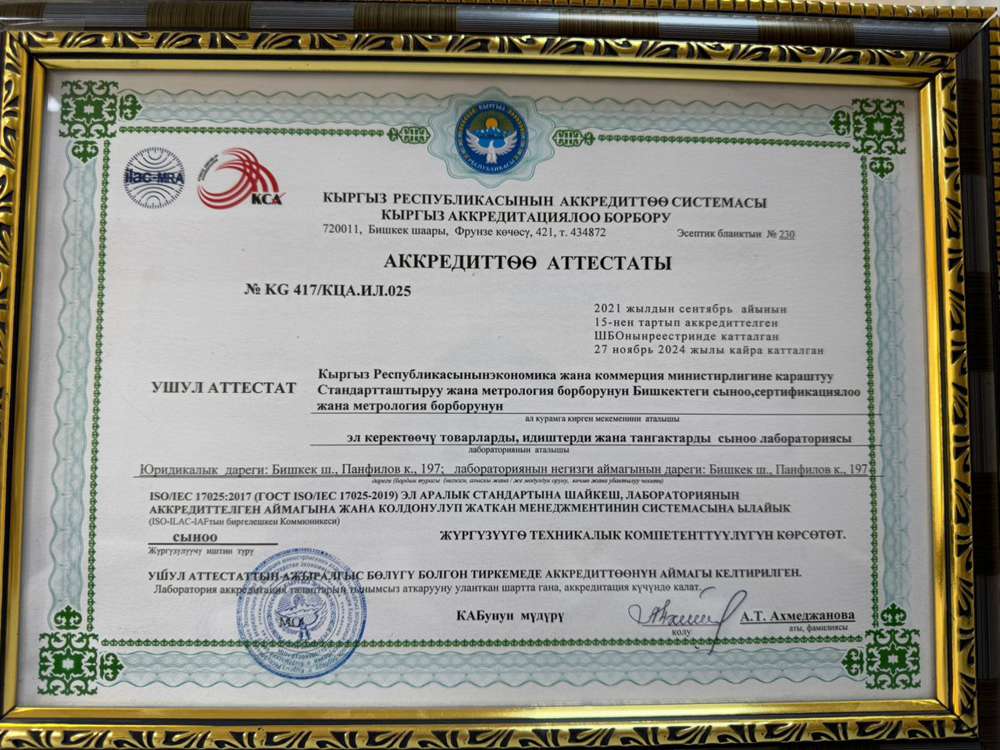 КЫРГЫЗ
ilac-MRA
КСА
КЫРГЫЗ РЕСПУБЛИКАСЫНЫН АККРЕДИТТӨӨ СИСТЕМАСЫ
КЫРГЫЗ АККРЕДИТАЦИЯЛОО БОРБОРУ
720011, Бишкек шаары, Фрунзе көчөсү, 421, т. 434872
Эсептик бланктын № 230
АККРЕДИТТӨӨ АТТЕСТАТЫ
№ KG 417/КЦА.ИЛ.025
2021 жылдын сентябрь айынын
15-нен тартып аккредиттелген
ШБОнынреестринде катталган
27 ноябрь 2024 жылы кайра катталган
УШУЛ АТТЕСТАТ
Кыргыз Республикасынынэкономика жана коммерция министирлигине караштуу
Стандартташтыруу жана метрология борборунун Бишкектеги сыноо,сертификациялоо
жана метрология борборунун
ал курамга кирген мекеменин аталышы
эл керектөөчү товарларды, идиштерди жана тангактарды сыноо лабораториясы
лабораториянын аталышы
Юридикалык дареги: Бишкек ш., Панфилов к., 197; лабораториянын негизги аймагынын дареги: Бишкек ш., Панфилов к., 197
ISO/IEC 17025:2017 (ГОСТ ISO/IEC 17025-2019) ЭЛ АРАЛЫК СТАНДАРТЫНА ШАЙКЕШ, ЛАБОРАТОРИЯНЫН
АККРЕДИТТЕЛГЕН АЙМАГЫНА ЖАНА КОЛДОНУЛУП ЖАТКАН МЕНЕДЖМЕНТИНИН СИСТЕМАСЫНА ЫЛАЙЫК
(ISO-ILAC-IAFтын биргелешкен Коммюникеси)
сыноо
ЖҮРГҮЗҮҮГӨ ТЕХНИКАЛЫК КОМПЕТЕНТТҮҮЛҮГҮН КӨРСӨТӨТ.
Жүргүзүлүүчү иштин түрү
УШУЛ АТТЕСТАТТЫН АЖЫРАЛГЫС БӨЛҮГҮ БОЛГОН ТИРКЕМЕДЕ АККРЕДИТТӨӨНҮН АЙМАГЫ КЕЛТИРИЛГЕН.
Лаборатория аккредитация талаптарын тынымсыз аткарууну уланткан шартта гана, аккредитация күчүндө калат.
МО
КАБунун мүдүрү
А.Т. Ахмеджанова
колу
аты, фамилиясы